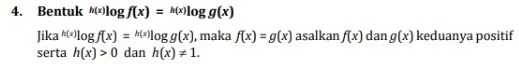 4. Bentuk ʰ⁽ˣ⁾log f(x) = ʰ⁽ˣ⁾log g(x)
Jika ʰ⁽ˣ⁾log f(x) = ʰ⁽ˣ⁾log g(x), maka f(x) = g(x) asalkan f(x) dan g(x) keduanya positif
serta h(x) > 0 dan h(x) ≠ 1.